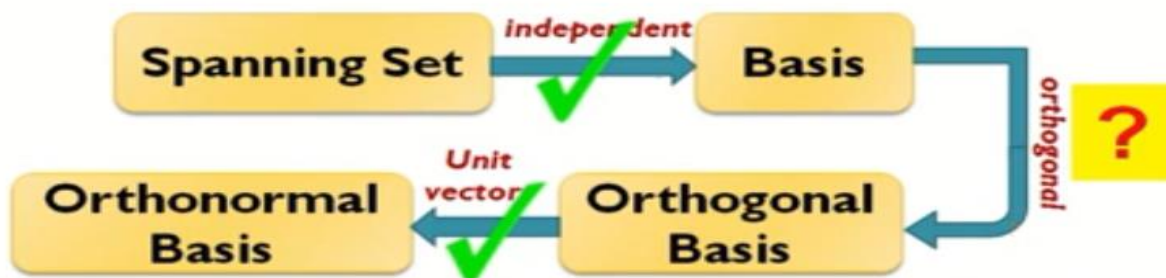 independent
Spanning Set
Basis
orthogonal
?
Unit
vector
Orthonormal
Basis
Orthogonal
Basis